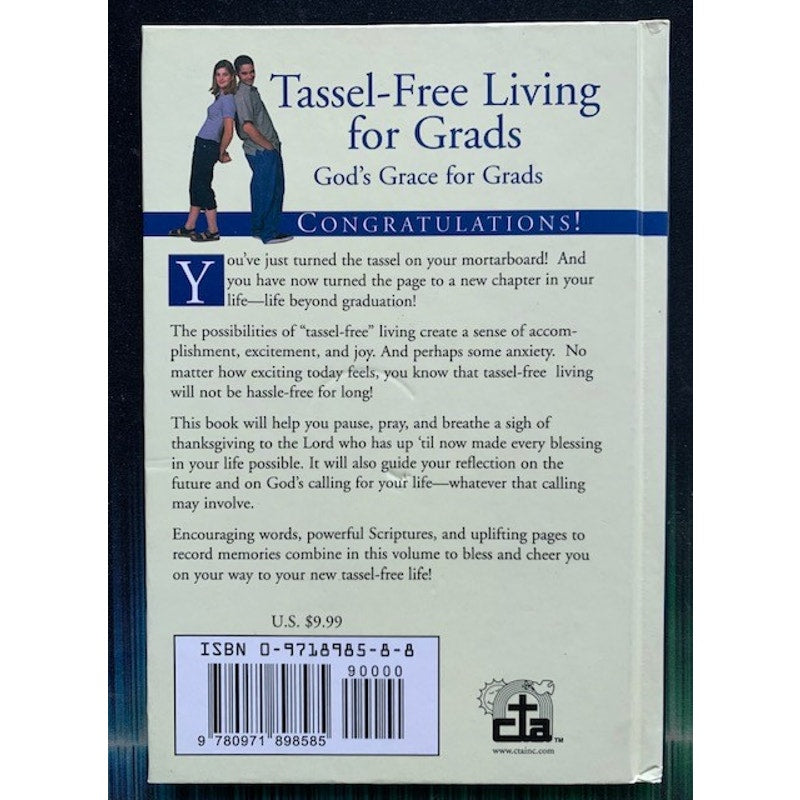 Tassel-Free Living
for Grads
God's Grace for Grads
CONGRATULATIONS!
You've just turned the tassel on your mortarboard! And
you have now turned the page to a new chapter in your
life—life beyond graduation!
The possibilities of "tassel-free" living create a sense of accom-
plishment, excitement, and joy. And perhaps some anxiety. No
matter how exciting today feels, you know that tassel-free living
will not be hassle-free for long!
This book will help you pause, pray, and breathe a sigh of
thanksgiving to the Lord who has up 'til now made every blessing
in your life possible. It will also guide your reflection on the
future and on God's calling for your life—whatever that calling
may involve.
Encouraging words, powerful Scriptures, and uplifting pages to
record memories combine in this volume to bless and cheer you
on your way to your new tassel-free life!
U.S. $9.99
ISBN 0-9718985-8-8
90000
9 780971 898585
cta™
www.ctainc.com